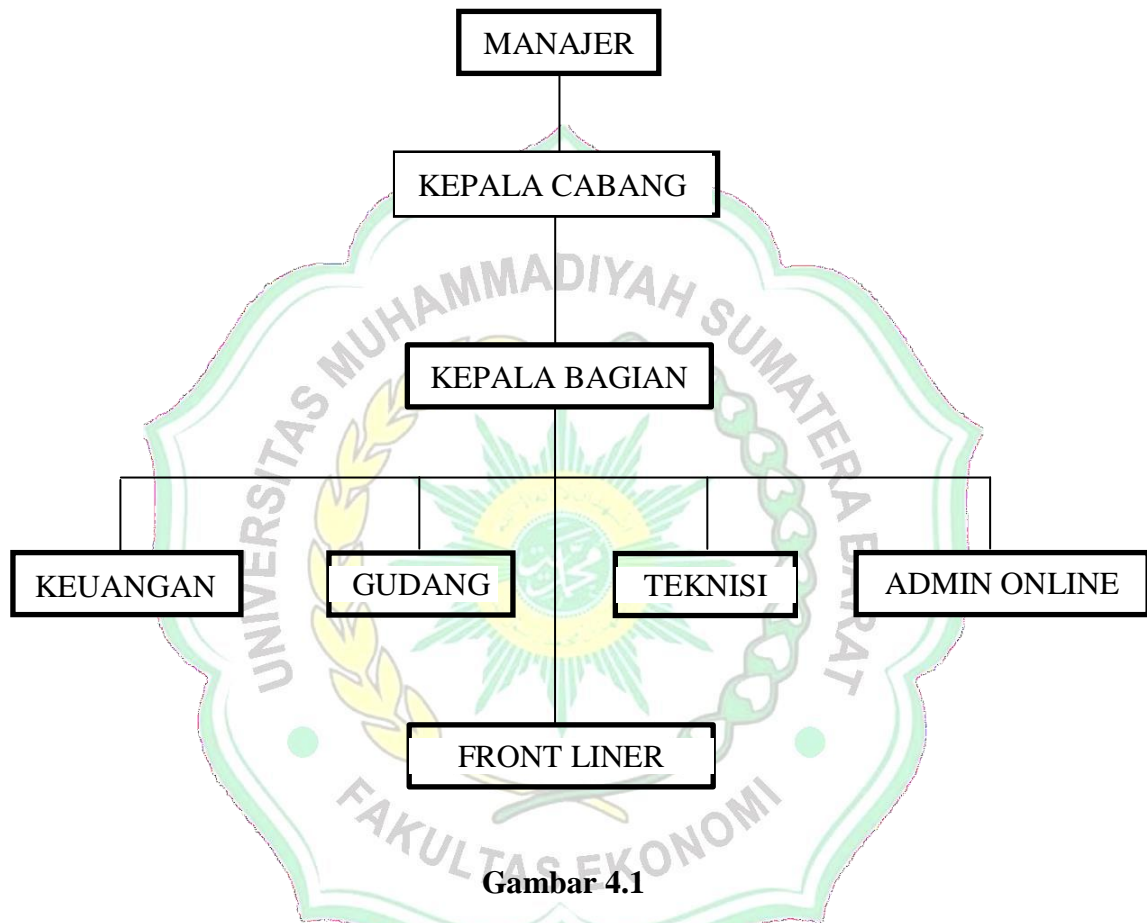 MANAJER
KEPALA CABANG
UNIVERSITAS MUHAMMADIYAH SUMATERA BARAT
KEPALA BAGIAN
KEUANGAN
GUDANG
TEKNISI
ADMIN ONLINE
FRONT LINER
FAKULTAS EKONOMI
Gambar 4.1